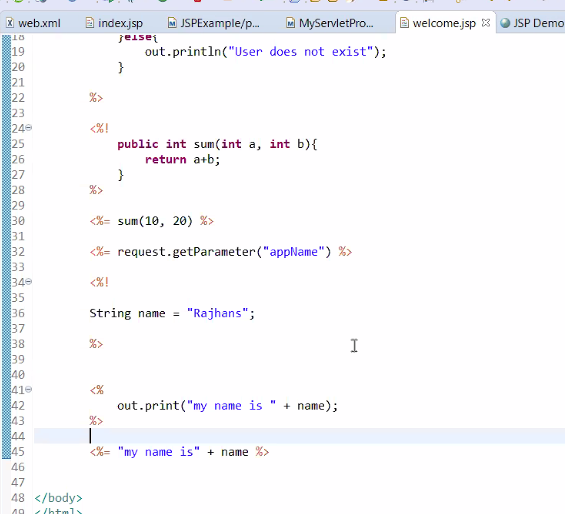 web.xml index.jsp JSPExample/p... MyServletPro... welcome.jsp JSP Demo
18 }else{
19 out.println("User does not exist");
20 }
21
22 %>
23
24 <%!
25 public int sum(int a, int b){
26 return a+b;
27 }
28 %>
29
30 <%= sum(10, 20) %>
31
32 <%= request.getParameter("appName") %>
33
34 <%!
35
36 String name = "Rajhans";
37
38 %>
39
40
41 <%
42 out.print("my name is " + name);
43 %>
44
45 <%= "my name is" + name %>
46
47
48 </body>
49 </html>